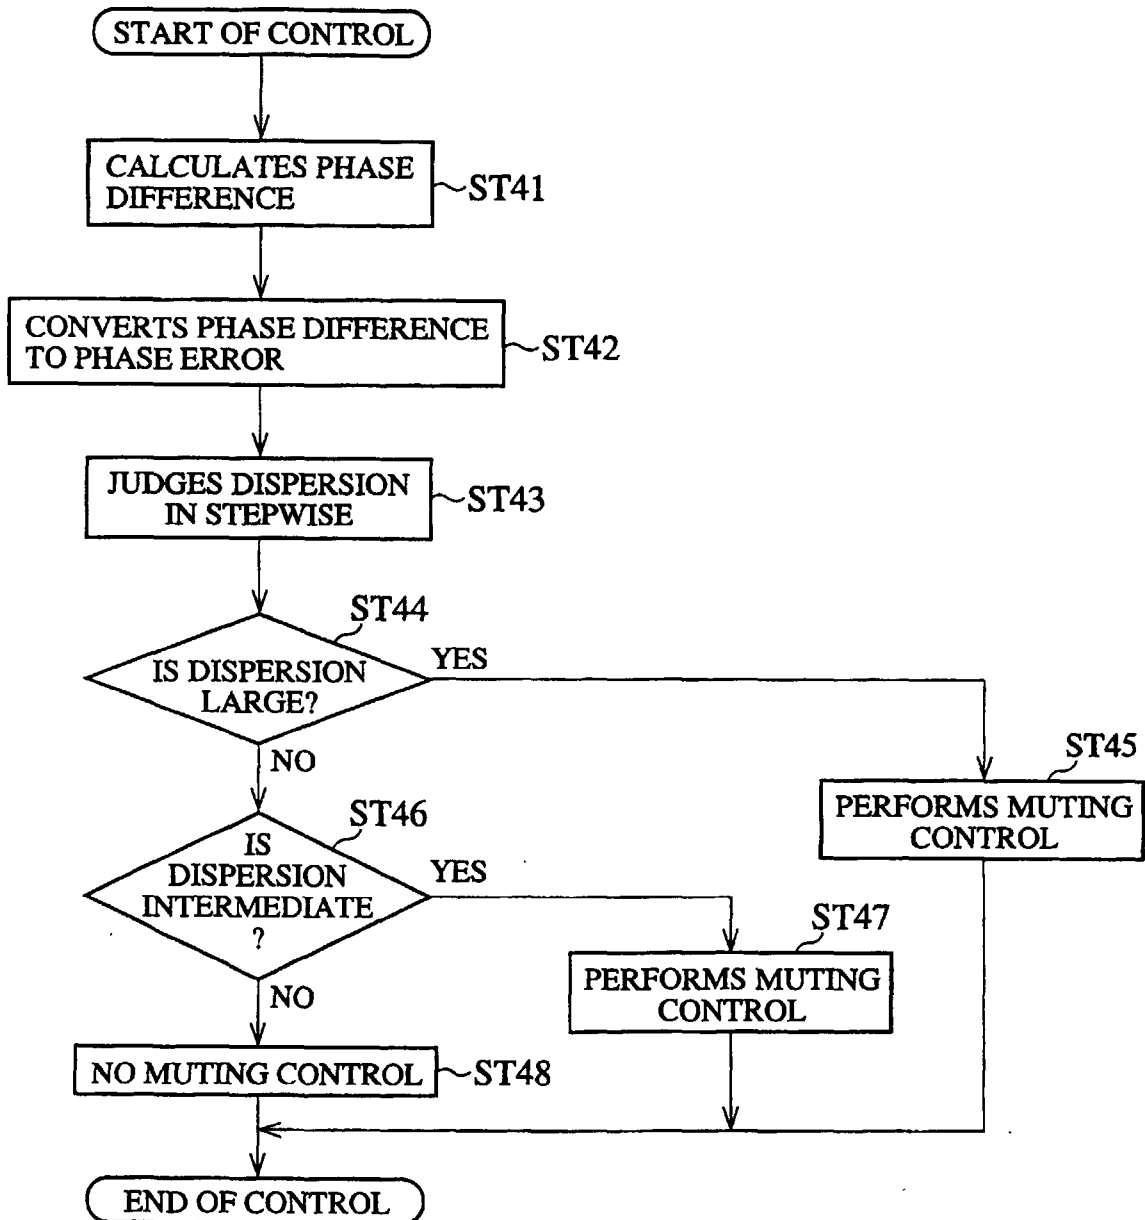 START OF CONTROL
CALCULATES PHASE
DIFFERENCE
ST41
CONVERTS PHASE DIFFERENCE
TO PHASE ERROR
ST42
JUDGES DISPERSION
IN STEPWISE
ST43
ST44
IS DISPERSION
LARGE?
YES
NO
ST45
PERFORMS MUTING
CONTROL
ST46
IS
DISPERSION
INTERMEDIATE
?
YES
NO
ST47
PERFORMS MUTING
CONTROL
NO MUTING CONTROL
ST48
END OF CONTROL